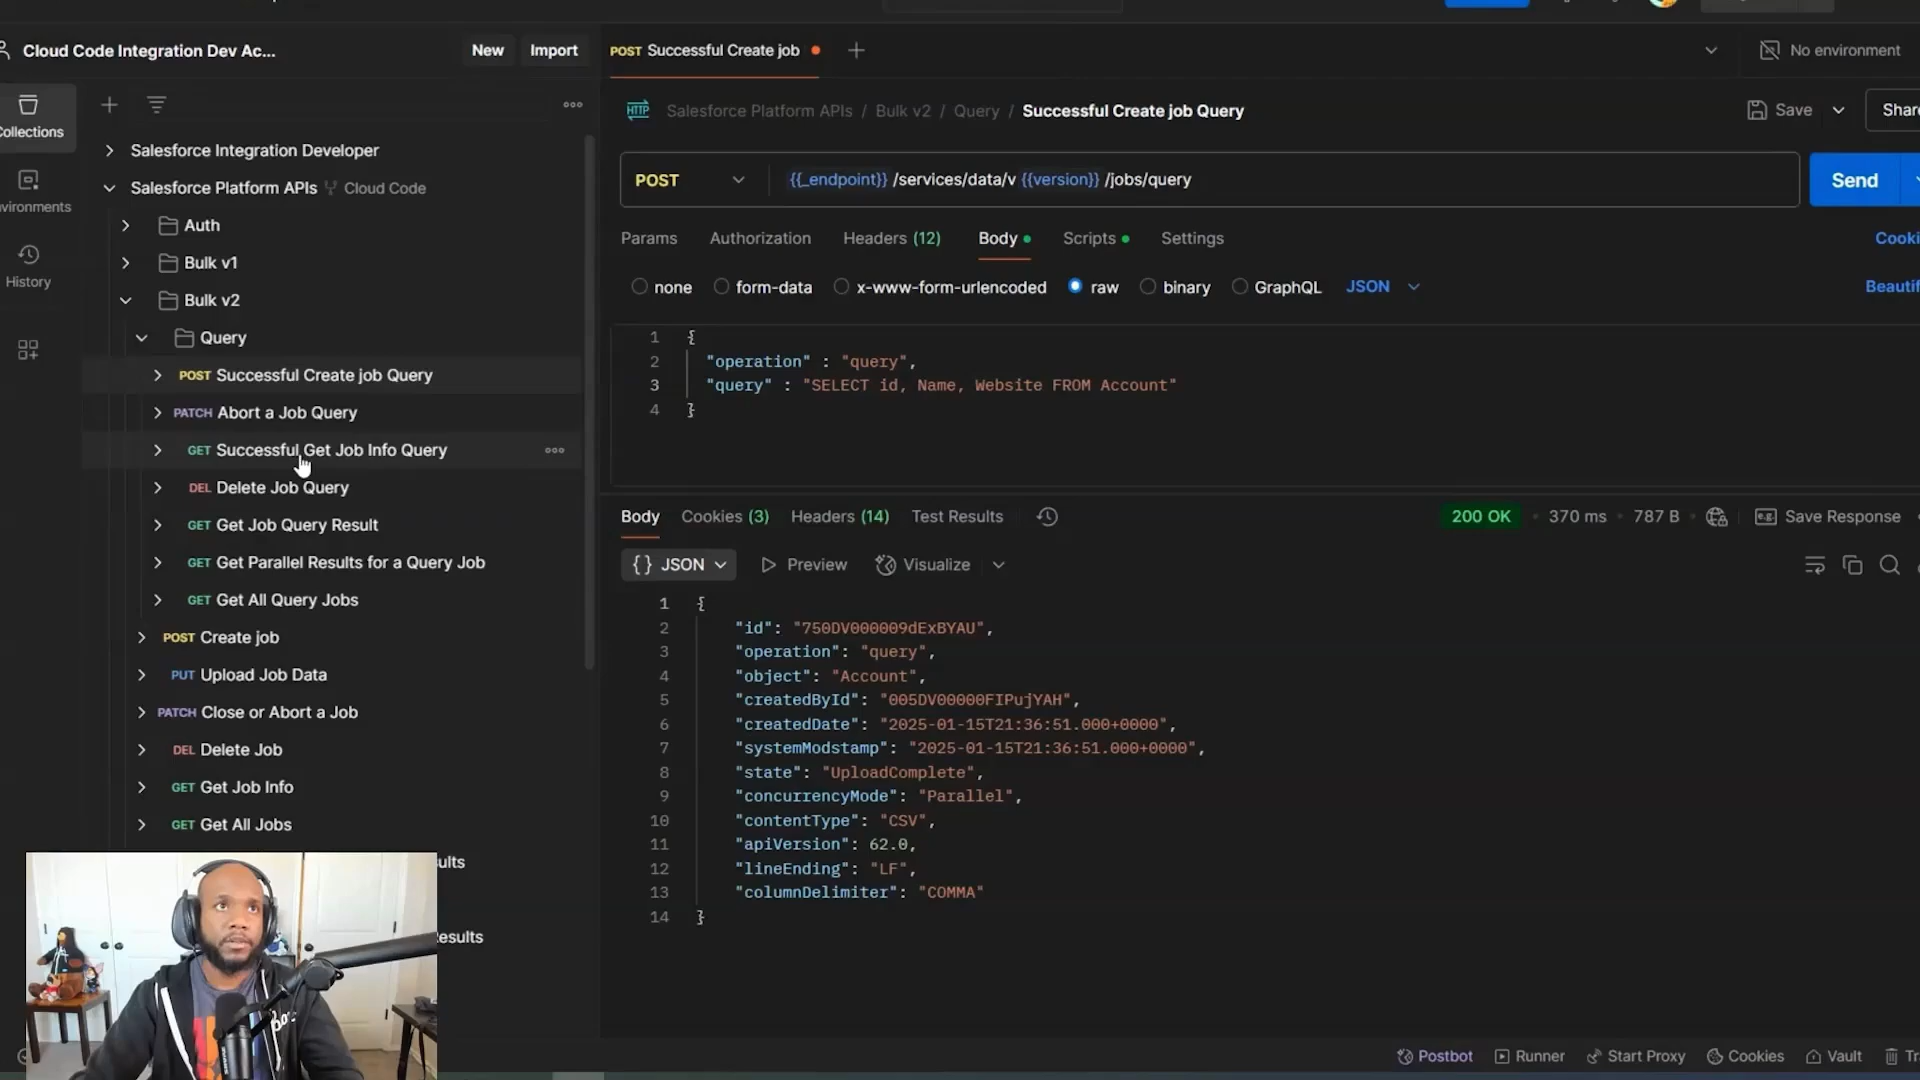 Cloud Code Integration Dev Ac...
New
Import
POST Successful Create job
No environment
Collections
Environments
History
Salesforce Integration Developer
Salesforce Platform APIs Cloud Code
Auth
Bulk v1
Bulk v2
Query
POST Successful Create job Query
PATCH Abort a Job Query
GET Successful Get Job Info Query
DEL Delete Job Query
GET Get Job Query Result
GET Get Parallel Results for a Query Job
GET Get All Query Jobs
POST Create job
PUT Upload Job Data
PATCH Close or Abort a Job
DEL Delete Job
GET Get Job Info
GET Get All Jobs
ults
esults
HTTP Salesforce Platform APIs / Bulk v2 / Query / Successful Create job Query
Save
Share
POST {{_endpoint}} /services/data/v {{version}} /jobs/query
Send
Params Authorization Headers (12) Body Scripts Settings
Cooki
none form-data x-www-form-urlencoded raw binary GraphQL JSON
Beautif
1 {
2 "operation" : "query",
3 "query" : "SELECT id, Name, Website FROM Account"
4 }
Body Cookies (3) Headers (14) Test Results
200 OK • 370 ms • 787 B • e.g. Save Response
{} JSON Preview Visualize
1 {
2 "id": "750DV000009dExBYAU",
3 "operation": "query",
4 "object": "Account",
5 "createdById": "005DV00000FIPujYAH",
6 "createdDate": "2025-01-15T21:36:51.000+0000",
7 "systemModstamp": "2025-01-15T21:36:51.000+0000",
8 "state": "UploadComplete",
9 "concurrencyMode": "Parallel",
10 "contentType": "CSV",
11 "apiVersion": 62.0,
12 "lineEnding": "LF",
13 "columnDelimiter": "COMMA"
14 }
Postbot Runner Start Proxy Cookies Vault Tr